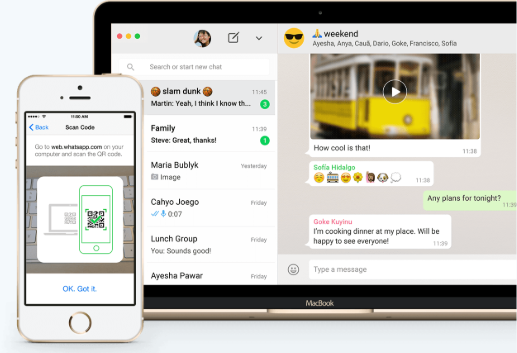 11:00 AM
Back
Scan Code
Go to web.whatsapp.com on your
computer and scan the QR code.
OK. Got it.
Search or start new chat
slam dunk
11:45
Martin: Yeah, I think I know th...
3
Family
11:39
Steve: Great, thanks!
1
Maria Bublyk
Yesterday
Image
Cahyo Joego
Friday
0:07
Lunch Group
Friday
You: Sounds good!
Ayesha Pawar
Friday
🙏 weekend
Ayesha, Anya, Cauã, Dario, Goke, Francisco, Sofia
How cool is that!
11:38
Sofia Hidalgo
11:38
Any plans for tonight?
11:39
Goke Kuyinu
I'm cooking dinner at my place. Will be
happy to see everyone!
11:39
Type a message
MacBook